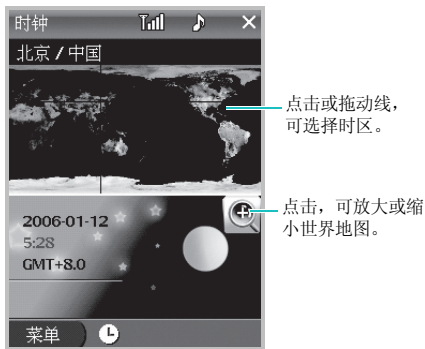 时钟
北京 / 中国
点击或拖动线，
可选择时区。
点击，可放大或缩
小世界地图。
2006-01-12
5:28
GMT+8.0
菜单